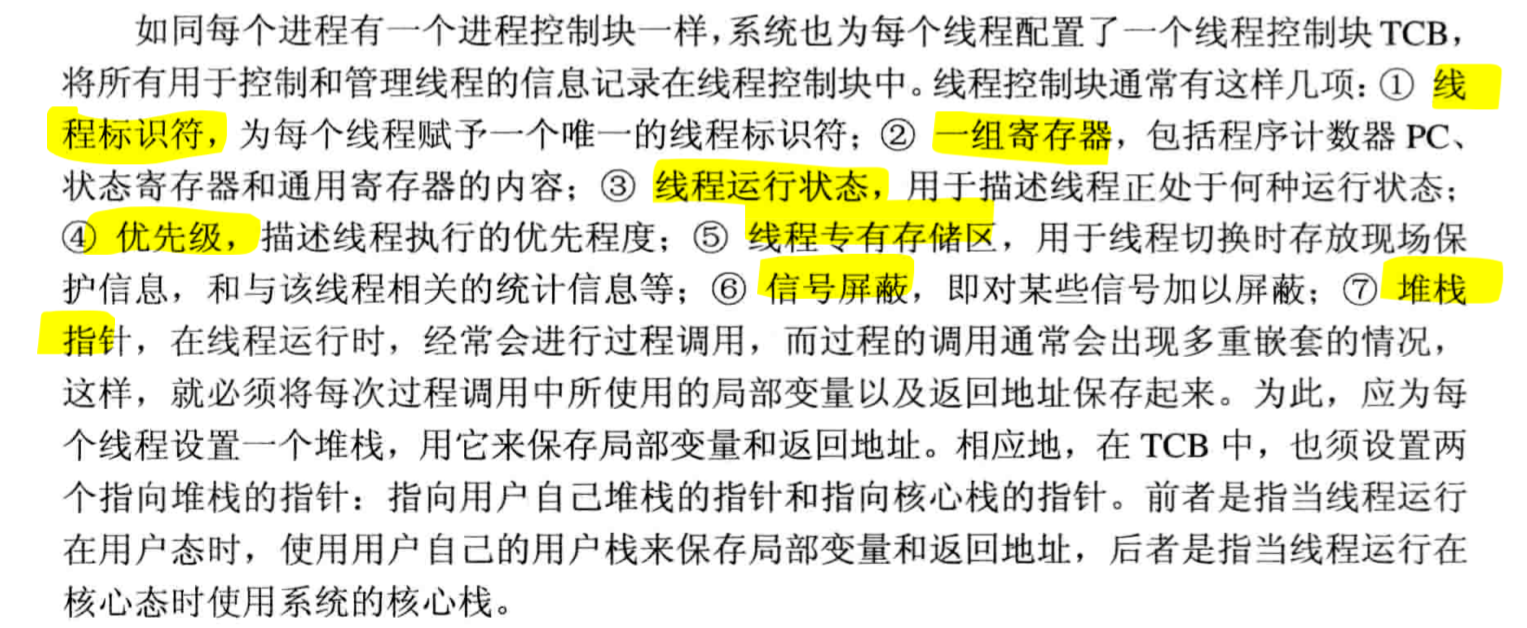 如同每个进程有一个进程控制块一样，系统也为每个线程配置了一个线程控制块 TCB，
将所有用于控制和管理线程的信息记录在线程控制块中。线程控制块通常有这样几项：① 线
程标识符，为每个线程赋予一个唯一的线程标识符；② 一组寄存器，包括程序计数器 PC、
状态寄存器和通用寄存器的内容；③ 线程运行状态，用于描述线程正处于何种运行状态；
④ 优先级，描述线程执行的优先程度；⑤ 线程专有存储区，用于线程切换时存放现场保
护信息，和与该线程相关的统计信息等；⑥ 信号屏蔽，即对某些信号加以屏蔽；⑦ 堆栈
指针，在线程运行时，经常会进行过程调用，而过程的调用通常会出现多重嵌套的情况，
这样，就必须将每次过程调用中所使用的局部变量以及返回地址保存起来。为此，应为每
个线程设置一个堆栈，用它来保存局部变量和返回地址。相应地，在 TCB 中，也须设置两
个指向堆栈的指针：指向用户自己堆栈的指针和指向核心栈的指针。前者是指当线程运行
在用户态时，使用用户自己的用户栈来保存局部变量和返回地址，后者是指当线程运行在
核心态时使用系统的核心栈。